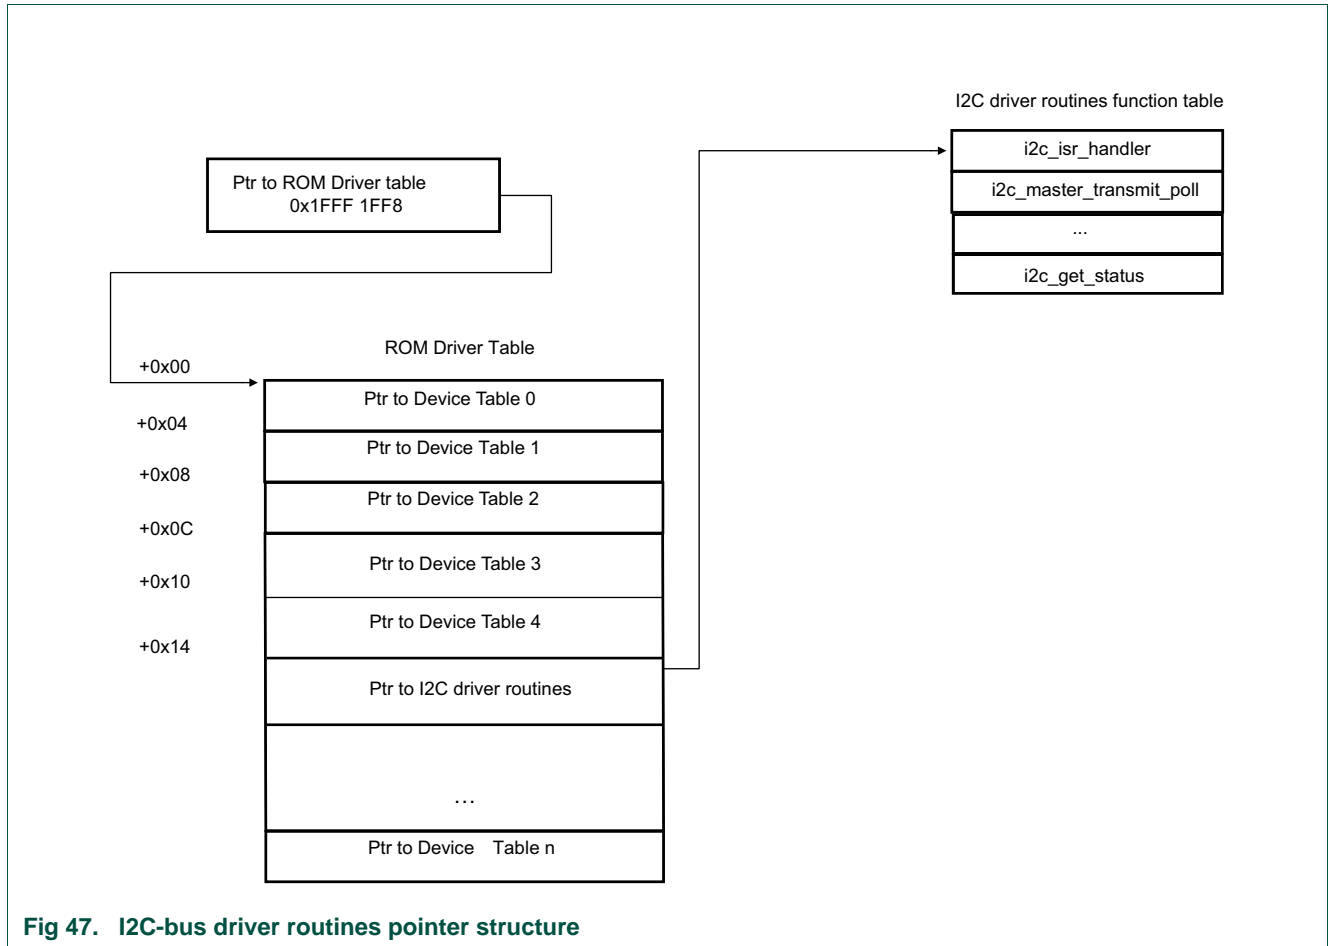 I2C driver routines function table
i2c_isr_handler
i2c_master_transmit_poll
...
i2c_get_status
Ptr to ROM Driver table
0x1FFF 1FF8
ROM Driver Table
+0x00
Ptr to Device Table 0
+0x04
Ptr to Device Table 1
+0x08
Ptr to Device Table 2
+0x0C
Ptr to Device Table 3
+0x10
Ptr to Device Table 4
+0x14
Ptr to I2C driver routines
...
Ptr to Device Table n
Fig 47. I2C-bus driver routines pointer structure